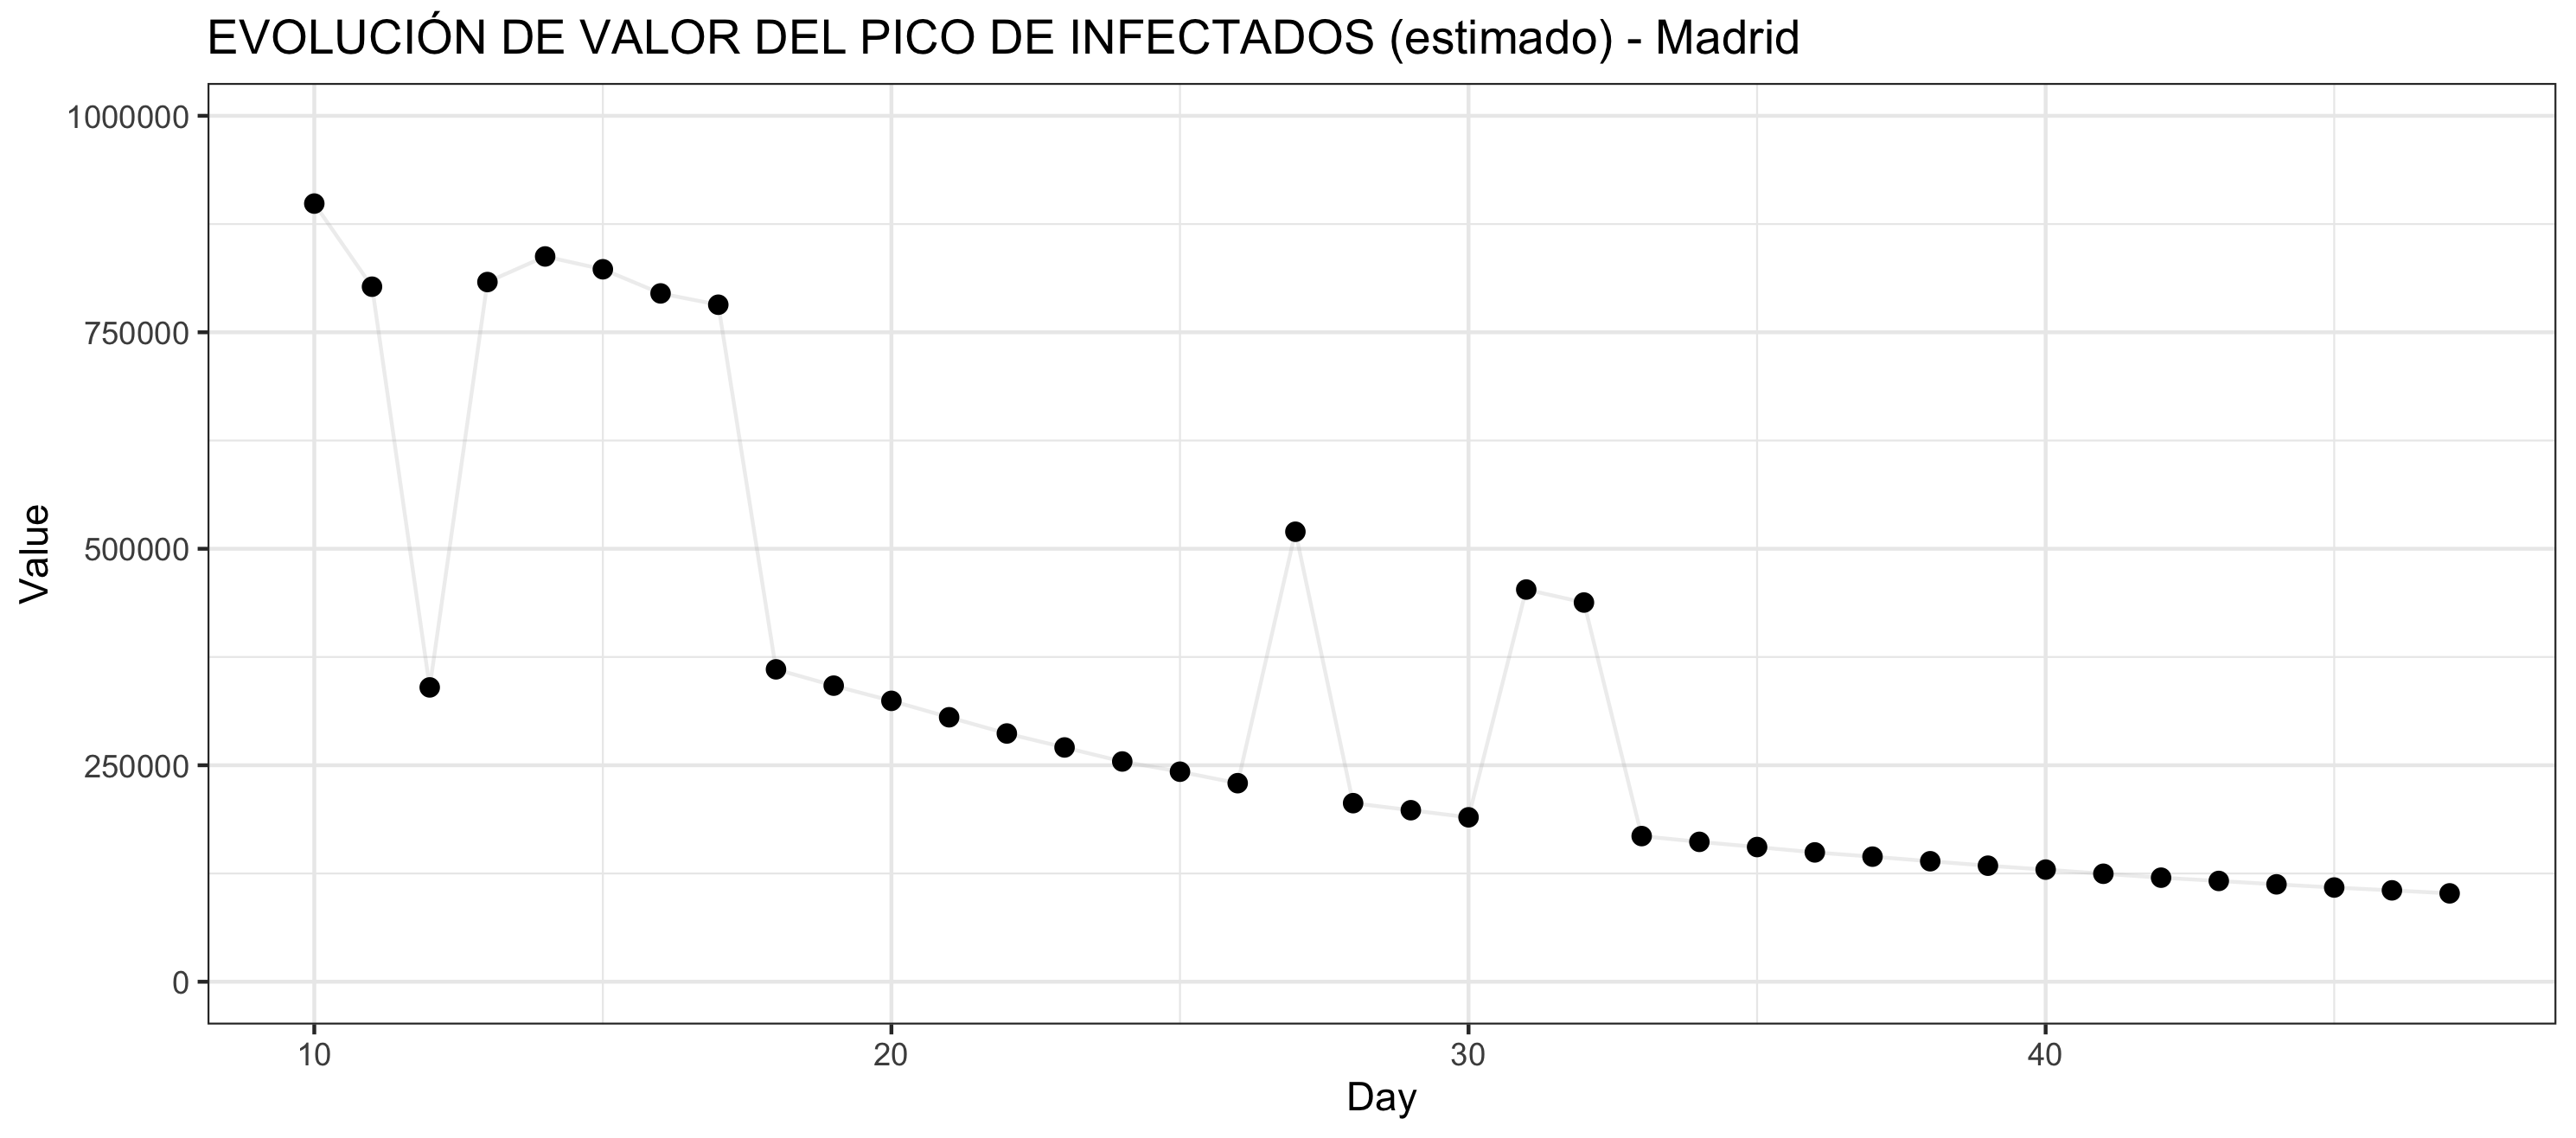 EVOLUCIÓN DE VALOR DEL PICO DE INFECTADOS (estimado) - Madrid
1000000
750000
500000
250000
0
Value
10 20 30 40
Day